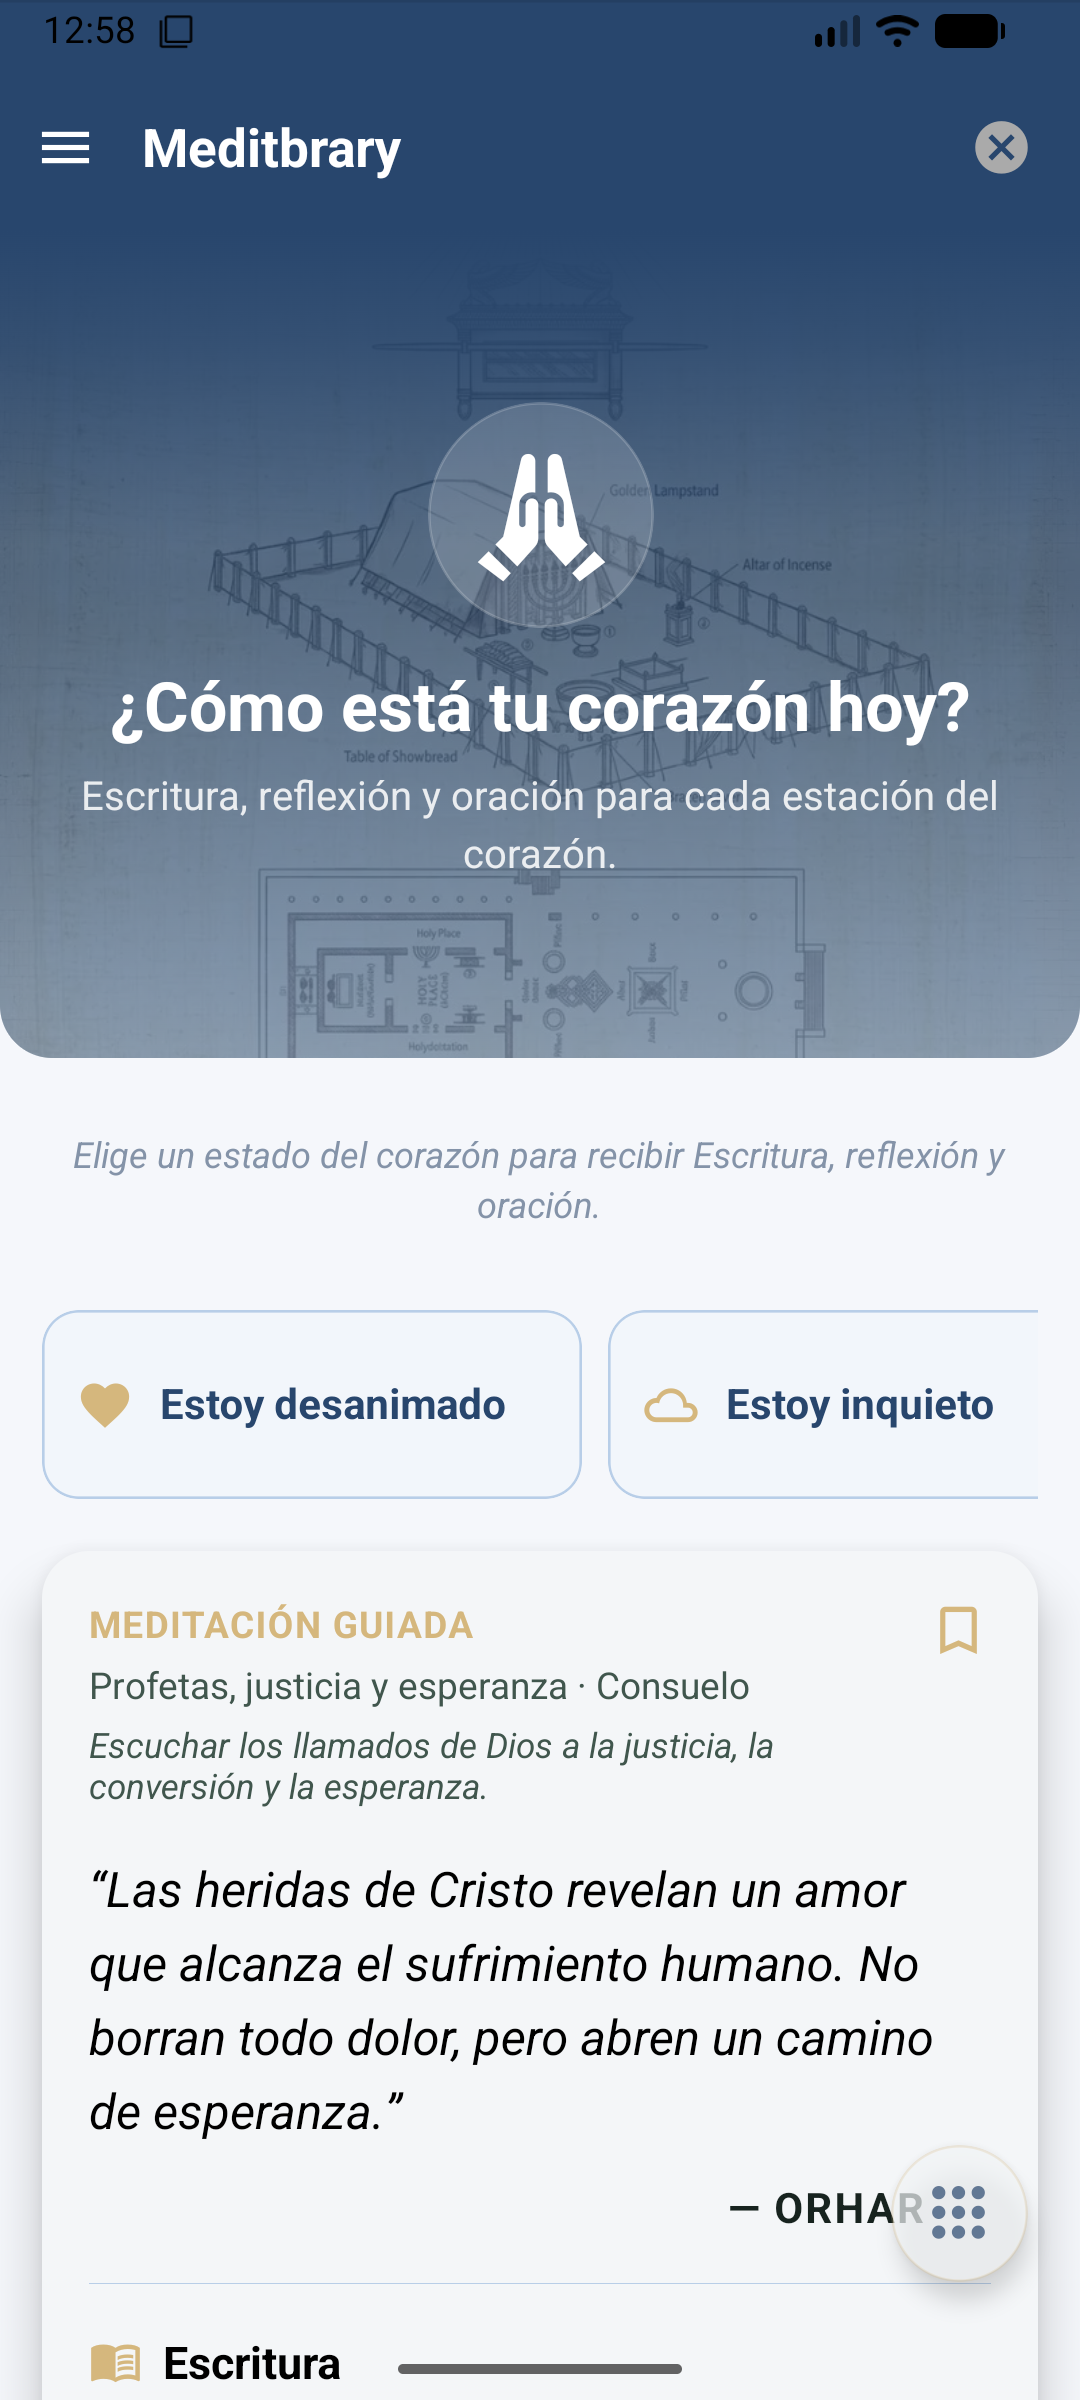 12:58
Meditbrary
Golden Lampstand
Altar of Incense
¿Cómo está tu corazón hoy?
Table of Showbread
Escritura, reflexión y oración para cada estación del
corazón.
Holy Place
HOLY
PLACE
Holydontation
Elige un estado del corazón para recibir Escritura, reflexión y
oración.
Estoy desanimado
Estoy inquieto
MEDITACIÓN GUIADA
Profetas, justicia y esperanza · Consuelo
Escuchar los llamados de Dios a la justicia, la
conversión y la esperanza.
“Las heridas de Cristo revelan un amor
que alcanza el sufrimiento humano. No
borran todo dolor, pero abren un camino
de esperanza.”
— ORHAR
Escritura